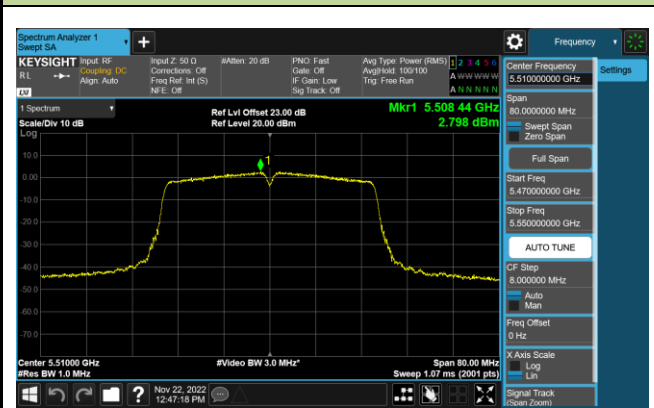 Spectrum Analyzer 1
Swept SA
Frequency
KEYSIGHT
RL
Input: RF
Coupling: DC
Align: Auto
Input Z: 50 Ω
Corrections: Off
Freq Ref: Int (S)
NFE: Off
#Atten: 20 dB
PNO: Fast
Gate: Off
IF Gain: Low
Sig Track: Off
Avg Type: Power (RMS)
Avg|Hold: 100/100
Trig: Free Run
1 2 3 4 5 6
A W W W W W
A N N N N N
LXI
1 Spectrum
Scale/Div 10 dB
Log
Ref Lvl Offset 23.00 dB
Ref Level 20.00 dBm
Mkr1 5.508 44 GHz
2.798 dBm
1
10.0
0.00
-10.0
-20.0
-30.0
-40.0
-50.0
-60.0
-70.0
Center 5.51000 GHz
#Res BW 1.0 MHz
#Video BW 3.0 MHz*
Span 80.00 MHz
Sweep 1.07 ms (2001 pts)
Center Frequency
5.510000000 GHz
Settings
Span
80.0000000 MHz
Swept Span
Zero Span
Full Span
Start Freq
5.470000000 GHz
Stop Freq
5.550000000 GHz
AUTO TUNE
CF Step
8.000000 MHz
Auto
Man
Freq Offset
0 Hz
X Axis Scale
Log
Lin
Signal Track
(Span Zoom)
Nov 22, 2022
12:47:18 PM